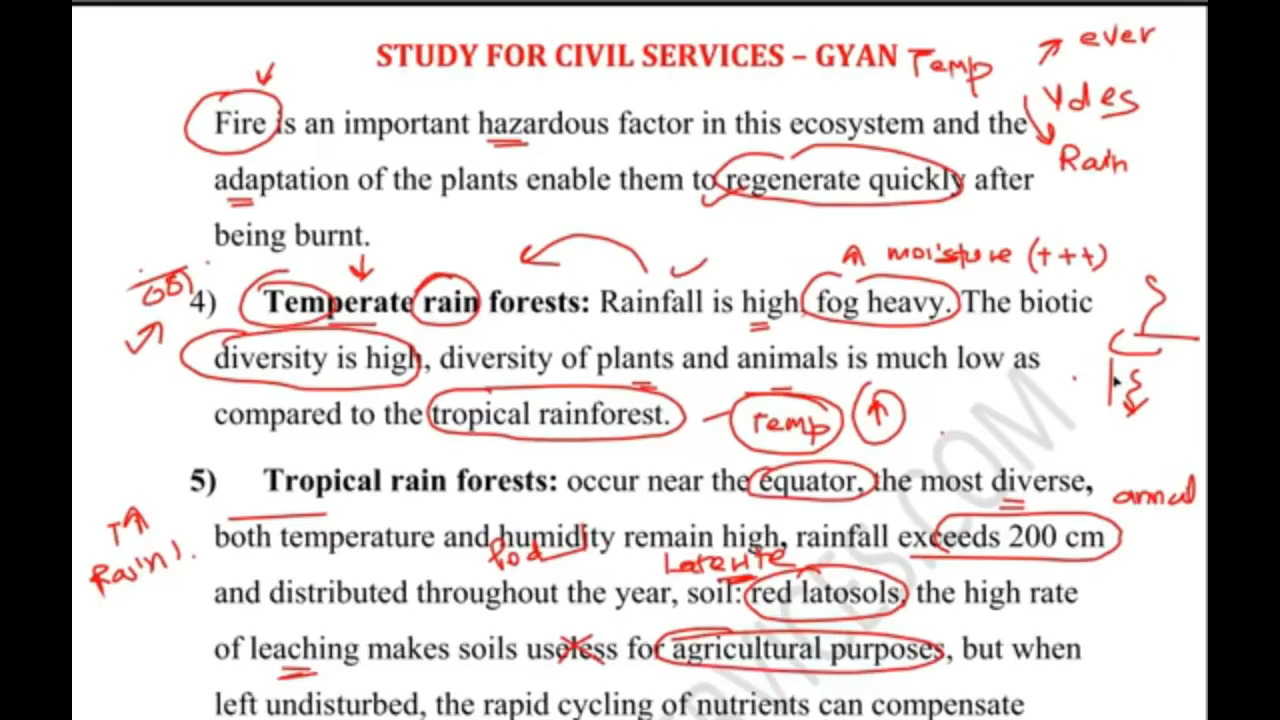 STUDY FOR CIVIL SERVICES – GYAN Temp
ever
Rain
Fire is an important hazardous factor in this ecosystem and the
adaptation of the plants enable them to regenerate quickly after
being burnt.
moisture (+++)
4) Temperate rain forests: Rainfall is high, fog heavy. The biotic
diversity is high, diversity of plants and animals is much low as
compared to the tropical rainforest.
Temp ↑
5) Tropical rain forests: occur near the equator, the most diverse,
both temperature and humidity remain high, rainfall exceeds 200 cm
Laterite
T↑
Rain
and distributed throughout the year, soil: red latosols, the high rate
of leaching makes soils useless for agricultural purposes, but when
left undisturbed, the rapid cycling of nutrients can compensate